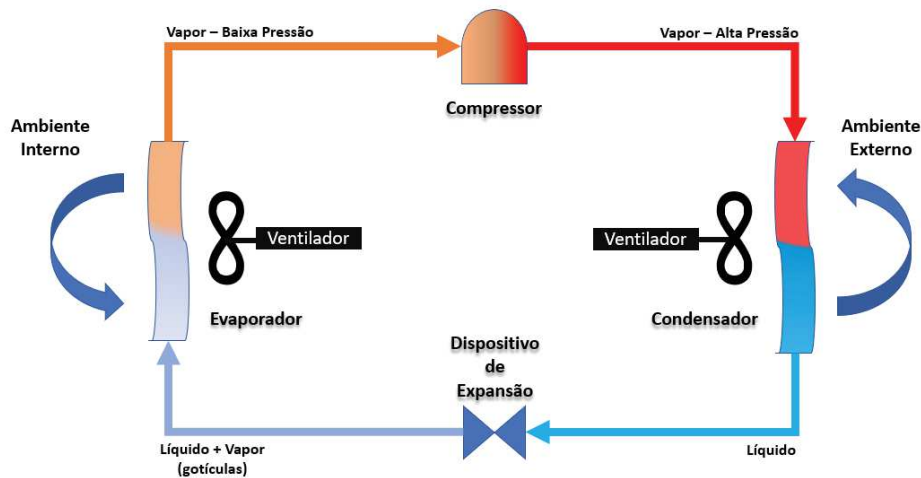 Vapor – Baixa Pressão
Vapor – Alta Pressão
Compressor
Ambiente
Interno
Ambiente
Externo
Ventilador
Ventilador
Evaporador
Condensador
Dispositivo
de
Expansão
Líquido + Vapor
(gotículas)
Líquido